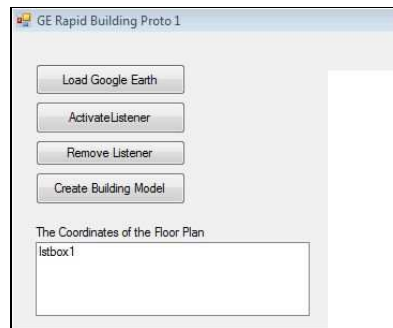 GE Rapid Building Proto 1
Load Google Earth
ActivateListener
Remove Listener
Create Building Model
The Coordinates of the Floor Plan
lstbox1